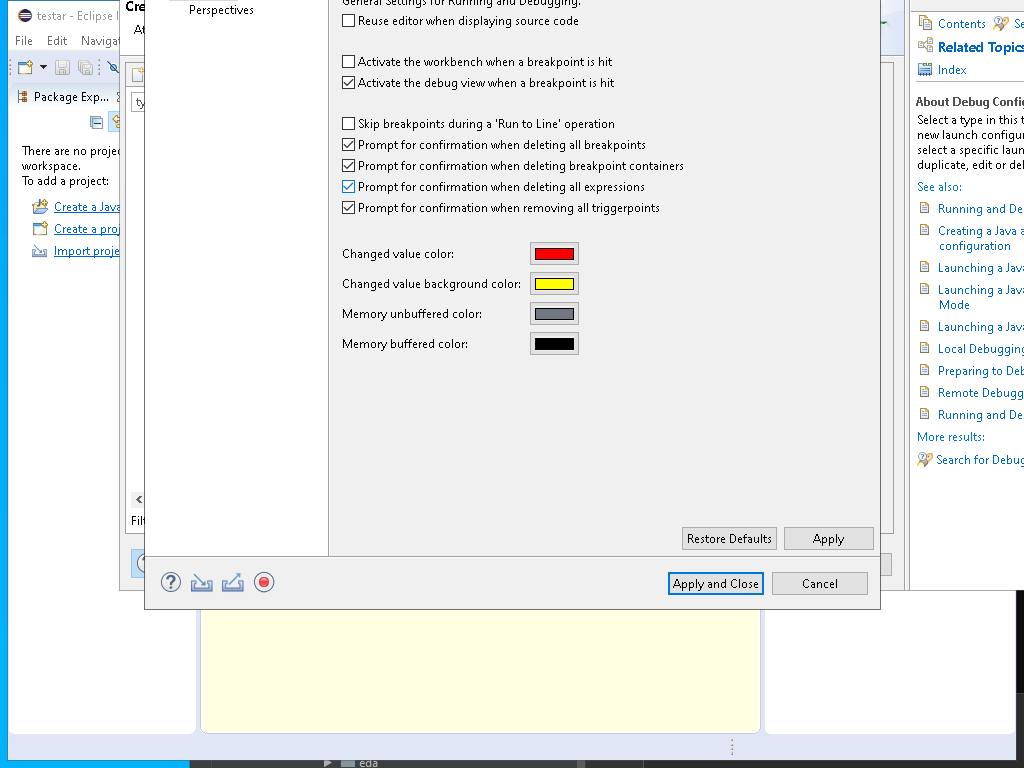 testar - Eclipse I
File Edit Navigat
Package Exp...
There are no projec
workspace.
To add a project:
Create a Java
Create a proj
Import proje
Cre
ty
Filt
Perspectives
General Settings for Running and Debugging.
Reuse editor when displaying source code
Activate the workbench when a breakpoint is hit
Activate the debug view when a breakpoint is hit
Skip breakpoints during a 'Run to Line' operation
Prompt for confirmation when deleting all breakpoints
Prompt for confirmation when deleting breakpoint containers
Prompt for confirmation when deleting all expressions
Prompt for confirmation when removing all triggerpoints
Changed value color:
Changed value background color:
Memory unbuffered color:
Memory buffered color:
Restore Defaults Apply
Apply and Close Cancel
Contents Se
Related Topics
Index
About Debug Config
Select a type in this t
new launch configur
select a specific laun
duplicate, edit or del
See also:
Running and De
Creating a Java a
configuration
Launching a Java
Launching a Java
Mode
Launching a Java
Local Debugging
Preparing to Deb
Remote Debugg
Running and De
More results:
Search for Debug
eda